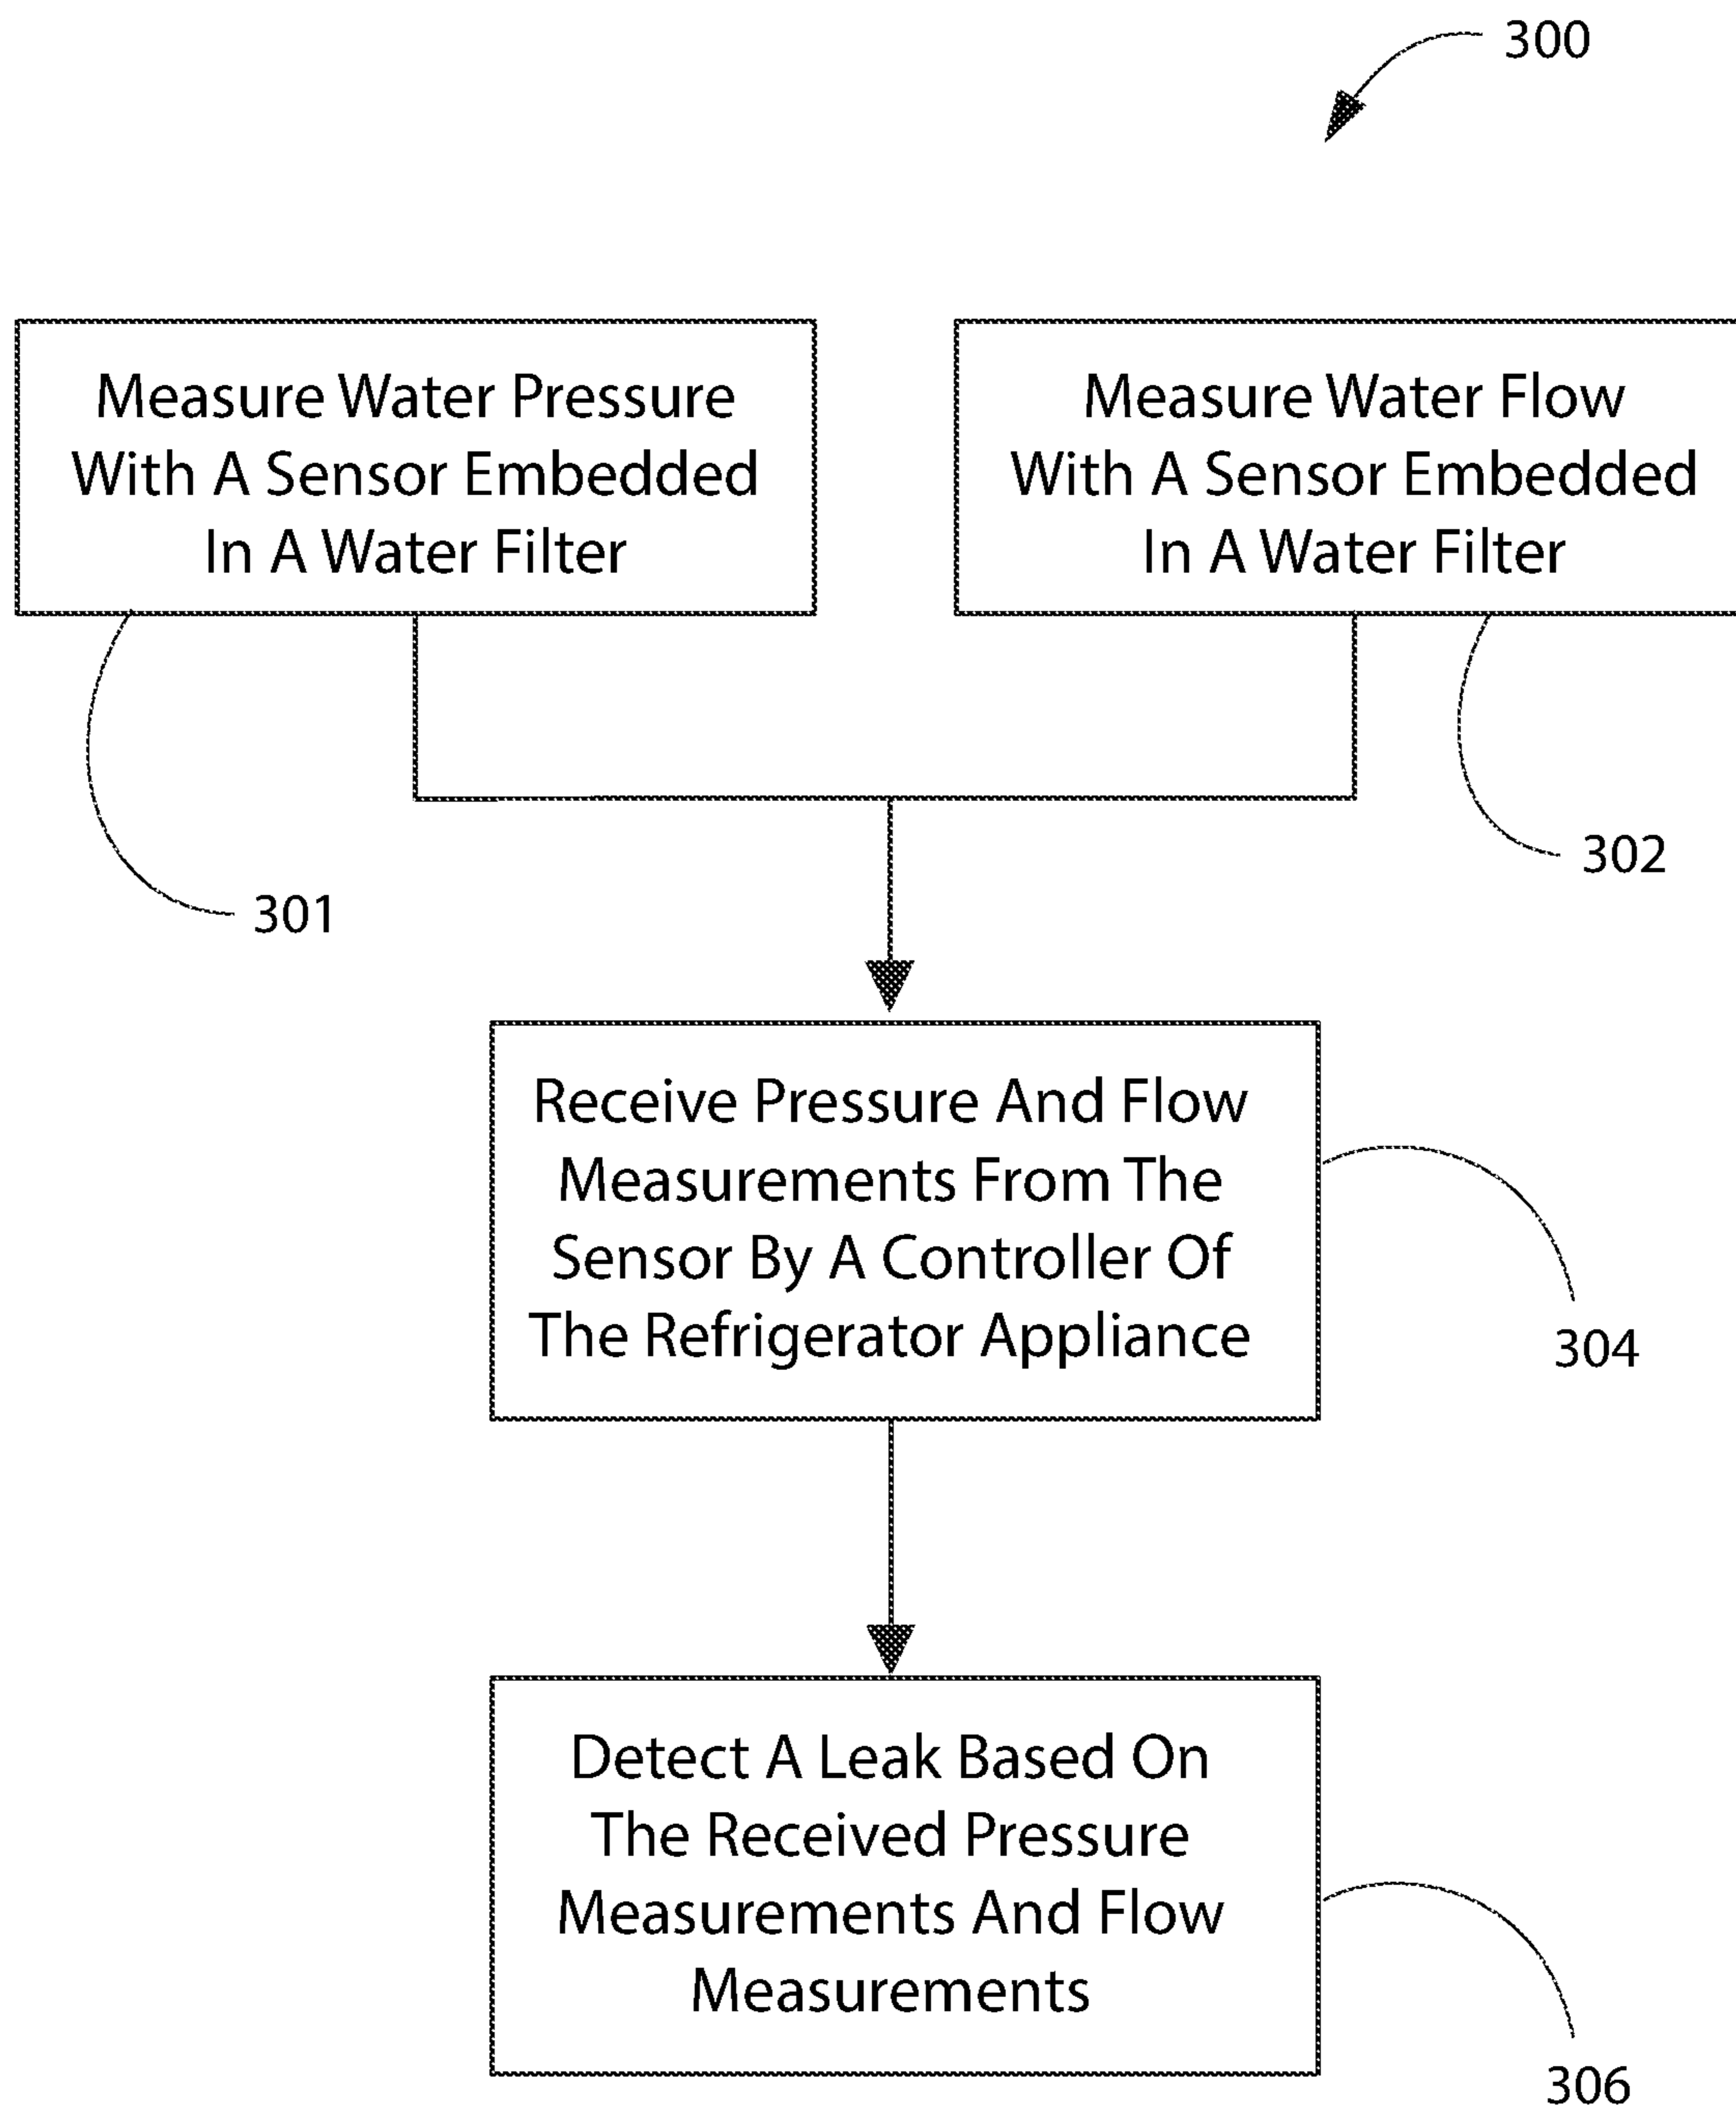 300
Measure Water Pressure
With A Sensor Embedded
In A Water Filter
Measure Water Flow
With A Sensor Embedded
In A Water Filter
301
302
Receive Pressure And Flow
Measurements From The
Sensor By A Controller Of
The Refrigerator Appliance
304
Detect A Leak Based On
The Received Pressure
Measurements And Flow
Measurements
306